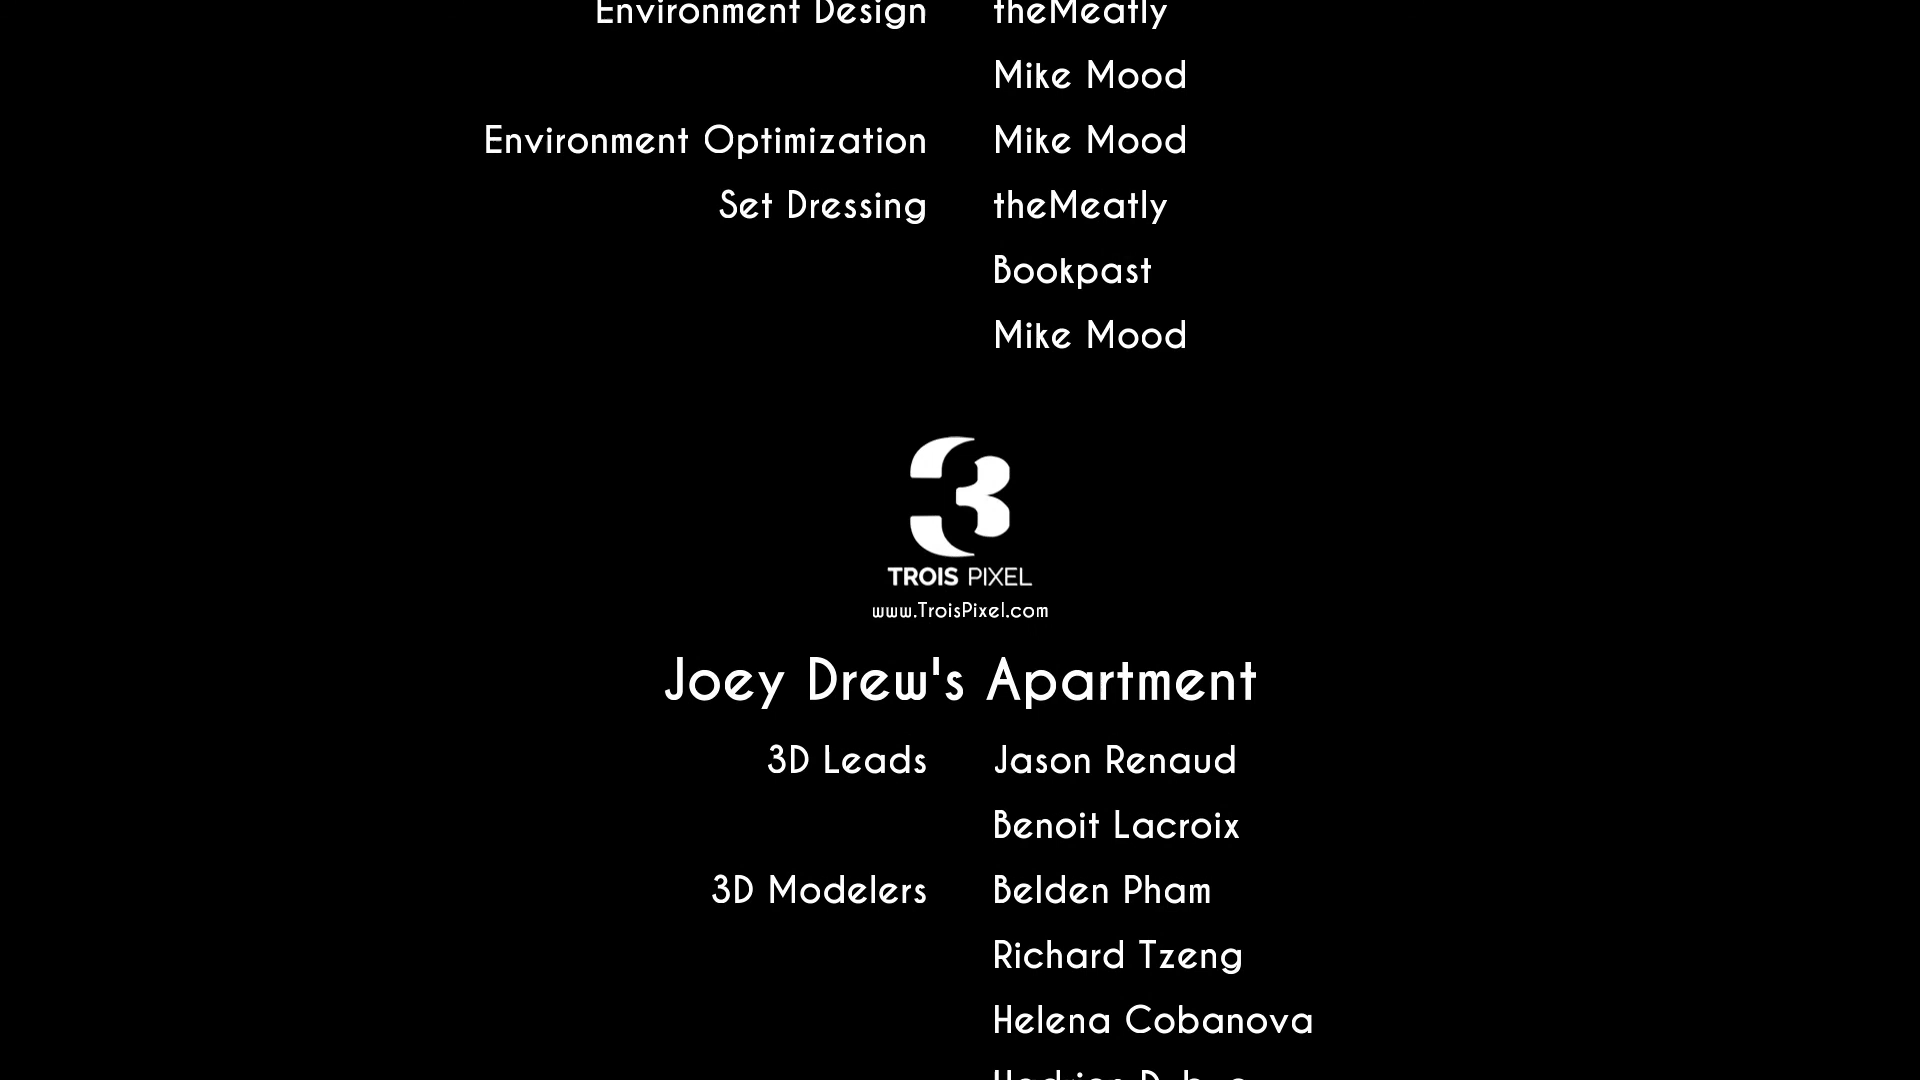 Environment Design theMeatly
Mike Mood
Environment Optimization Mike Mood
Set Dressing theMeatly
Bookpast
Mike Mood
3
TROIS PIXEL
www.TroisPixel.com
Joey Drew's Apartment
3D Leads Jason Renaud
Benoit Lacroix
3D Modelers Belden Pham
Richard Tzeng
Helena Cobanova